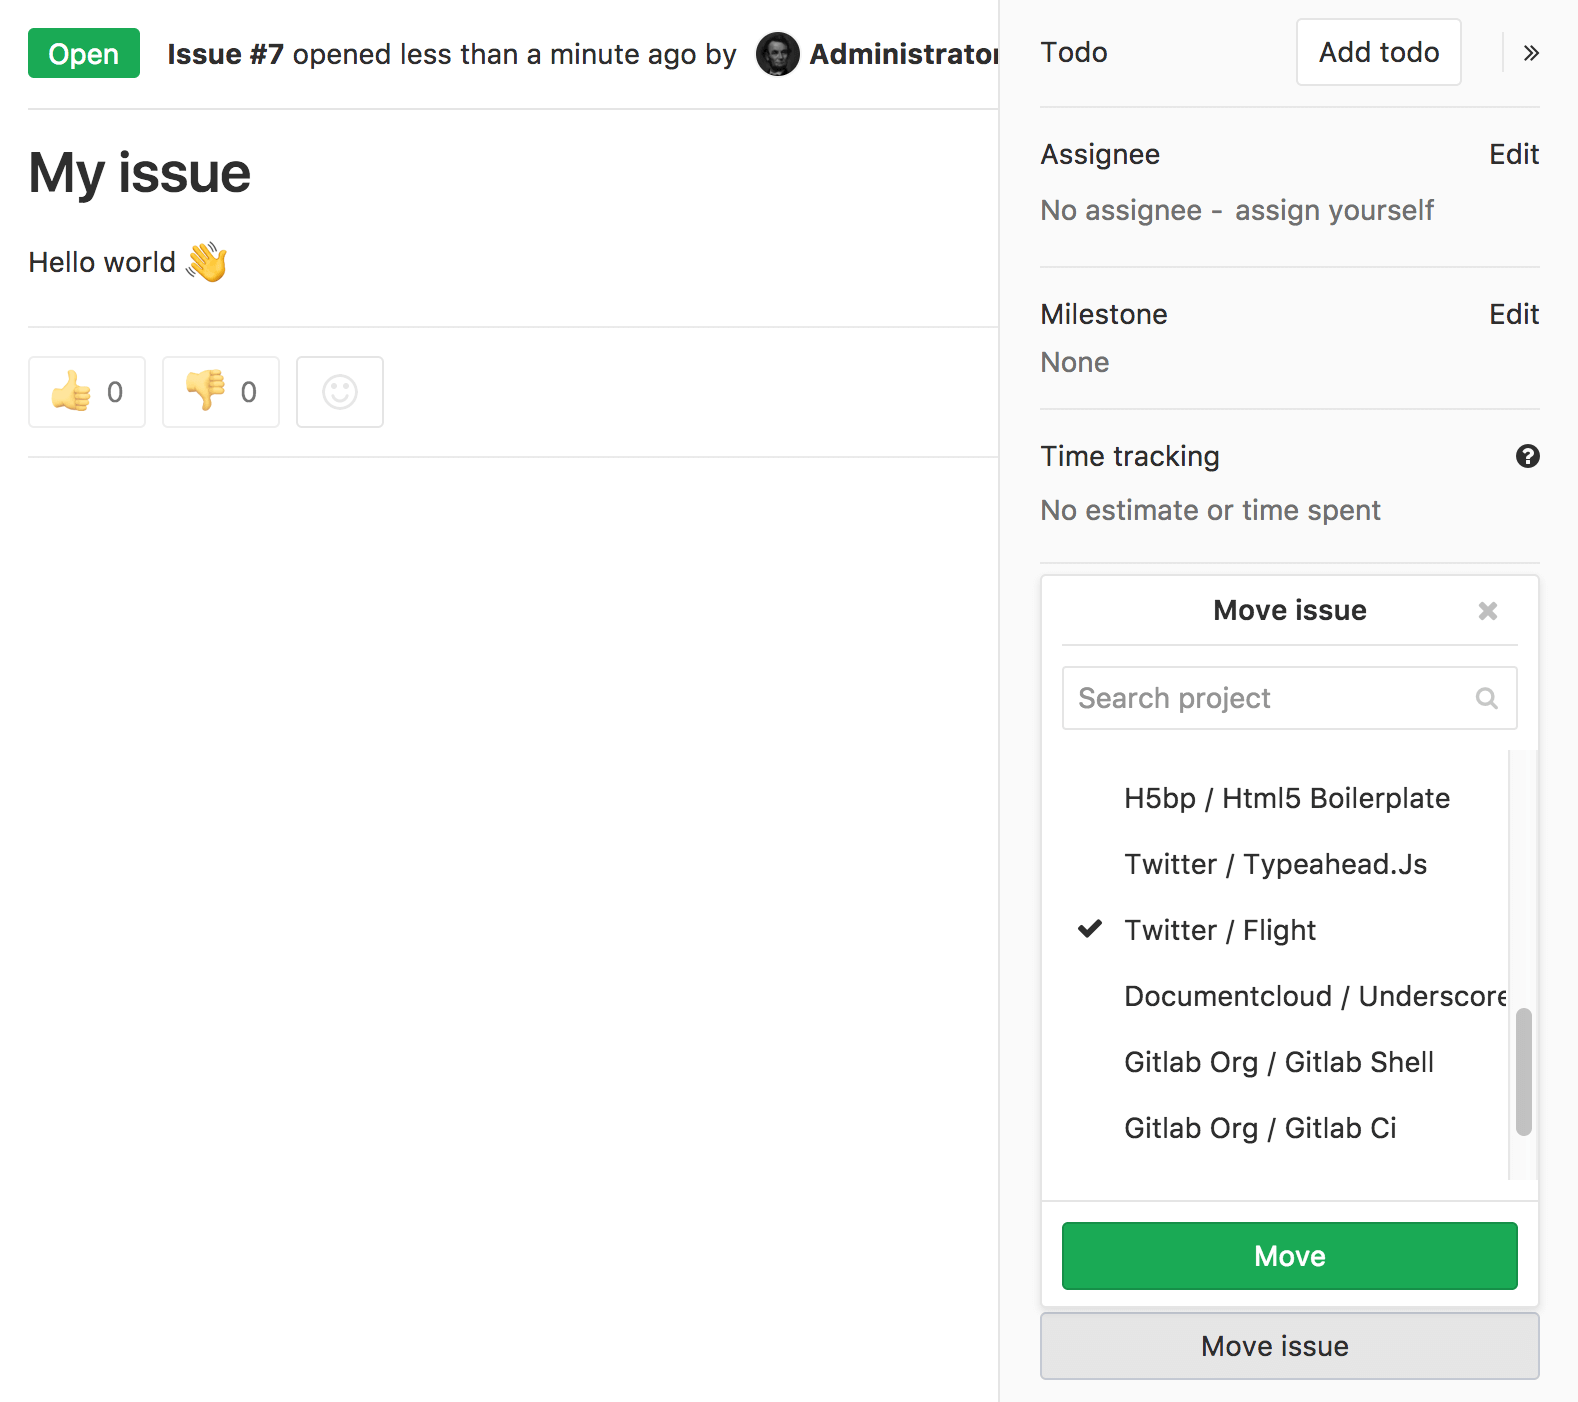 Open Issue #7 opened less than a minute ago by Administrator
My issue
Hello world 👋
👍 0 👎 0
Todo Add todo »
Assignee Edit
No assignee - assign yourself
Milestone Edit
None
Time tracking
No estimate or time spent
Move issue
Search project
H5bp / Html5 Boilerplate
Twitter / Typeahead.Js
Twitter / Flight
Documentcloud / Underscore
Gitlab Org / Gitlab Shell
Gitlab Org / Gitlab Ci
Move
Move issue